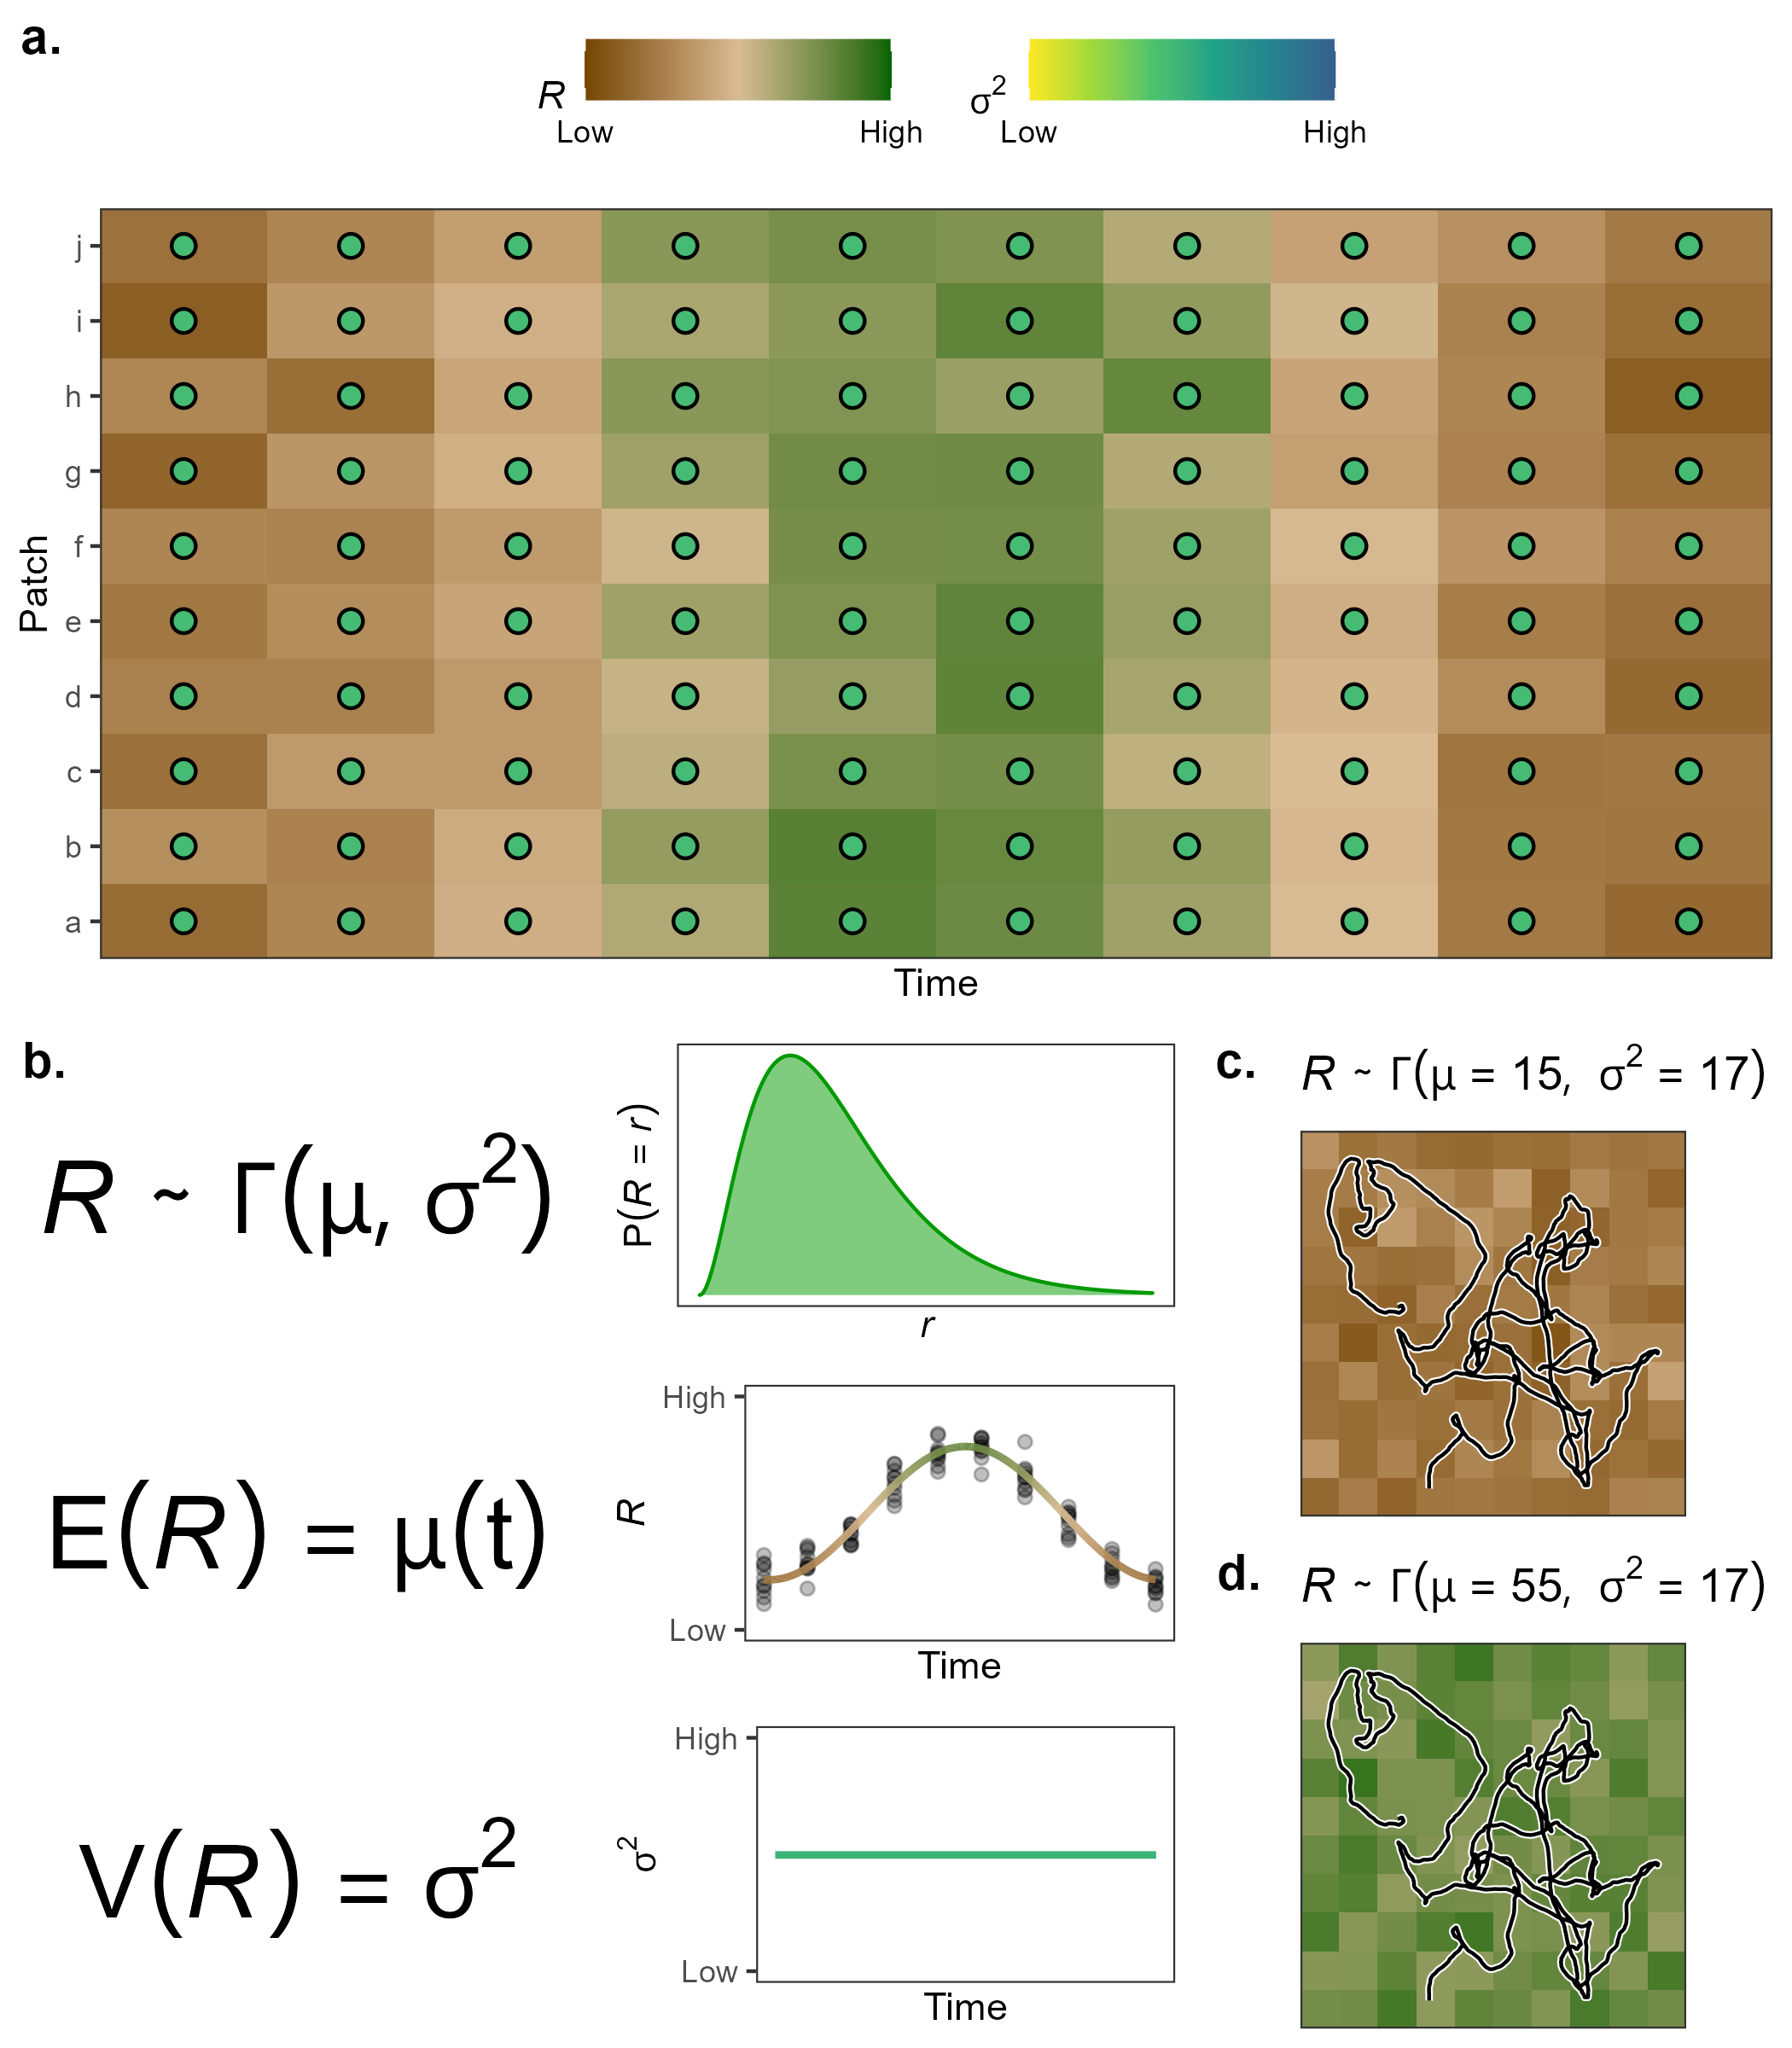 a.
R
Low High
σ²
Low High
Patch
j
i
h
g
f
e
d
c
b
a
Time
b.
R ~ Γ(μ, σ²)
P(R = r)
r
E(R) = μ(t)
High
R
Low
Time
V(R) = σ²
High
σ²
Low
Time
c.
R ~ Γ(μ = 15, σ² = 17)
d.
R ~ Γ(μ = 55, σ² = 17)